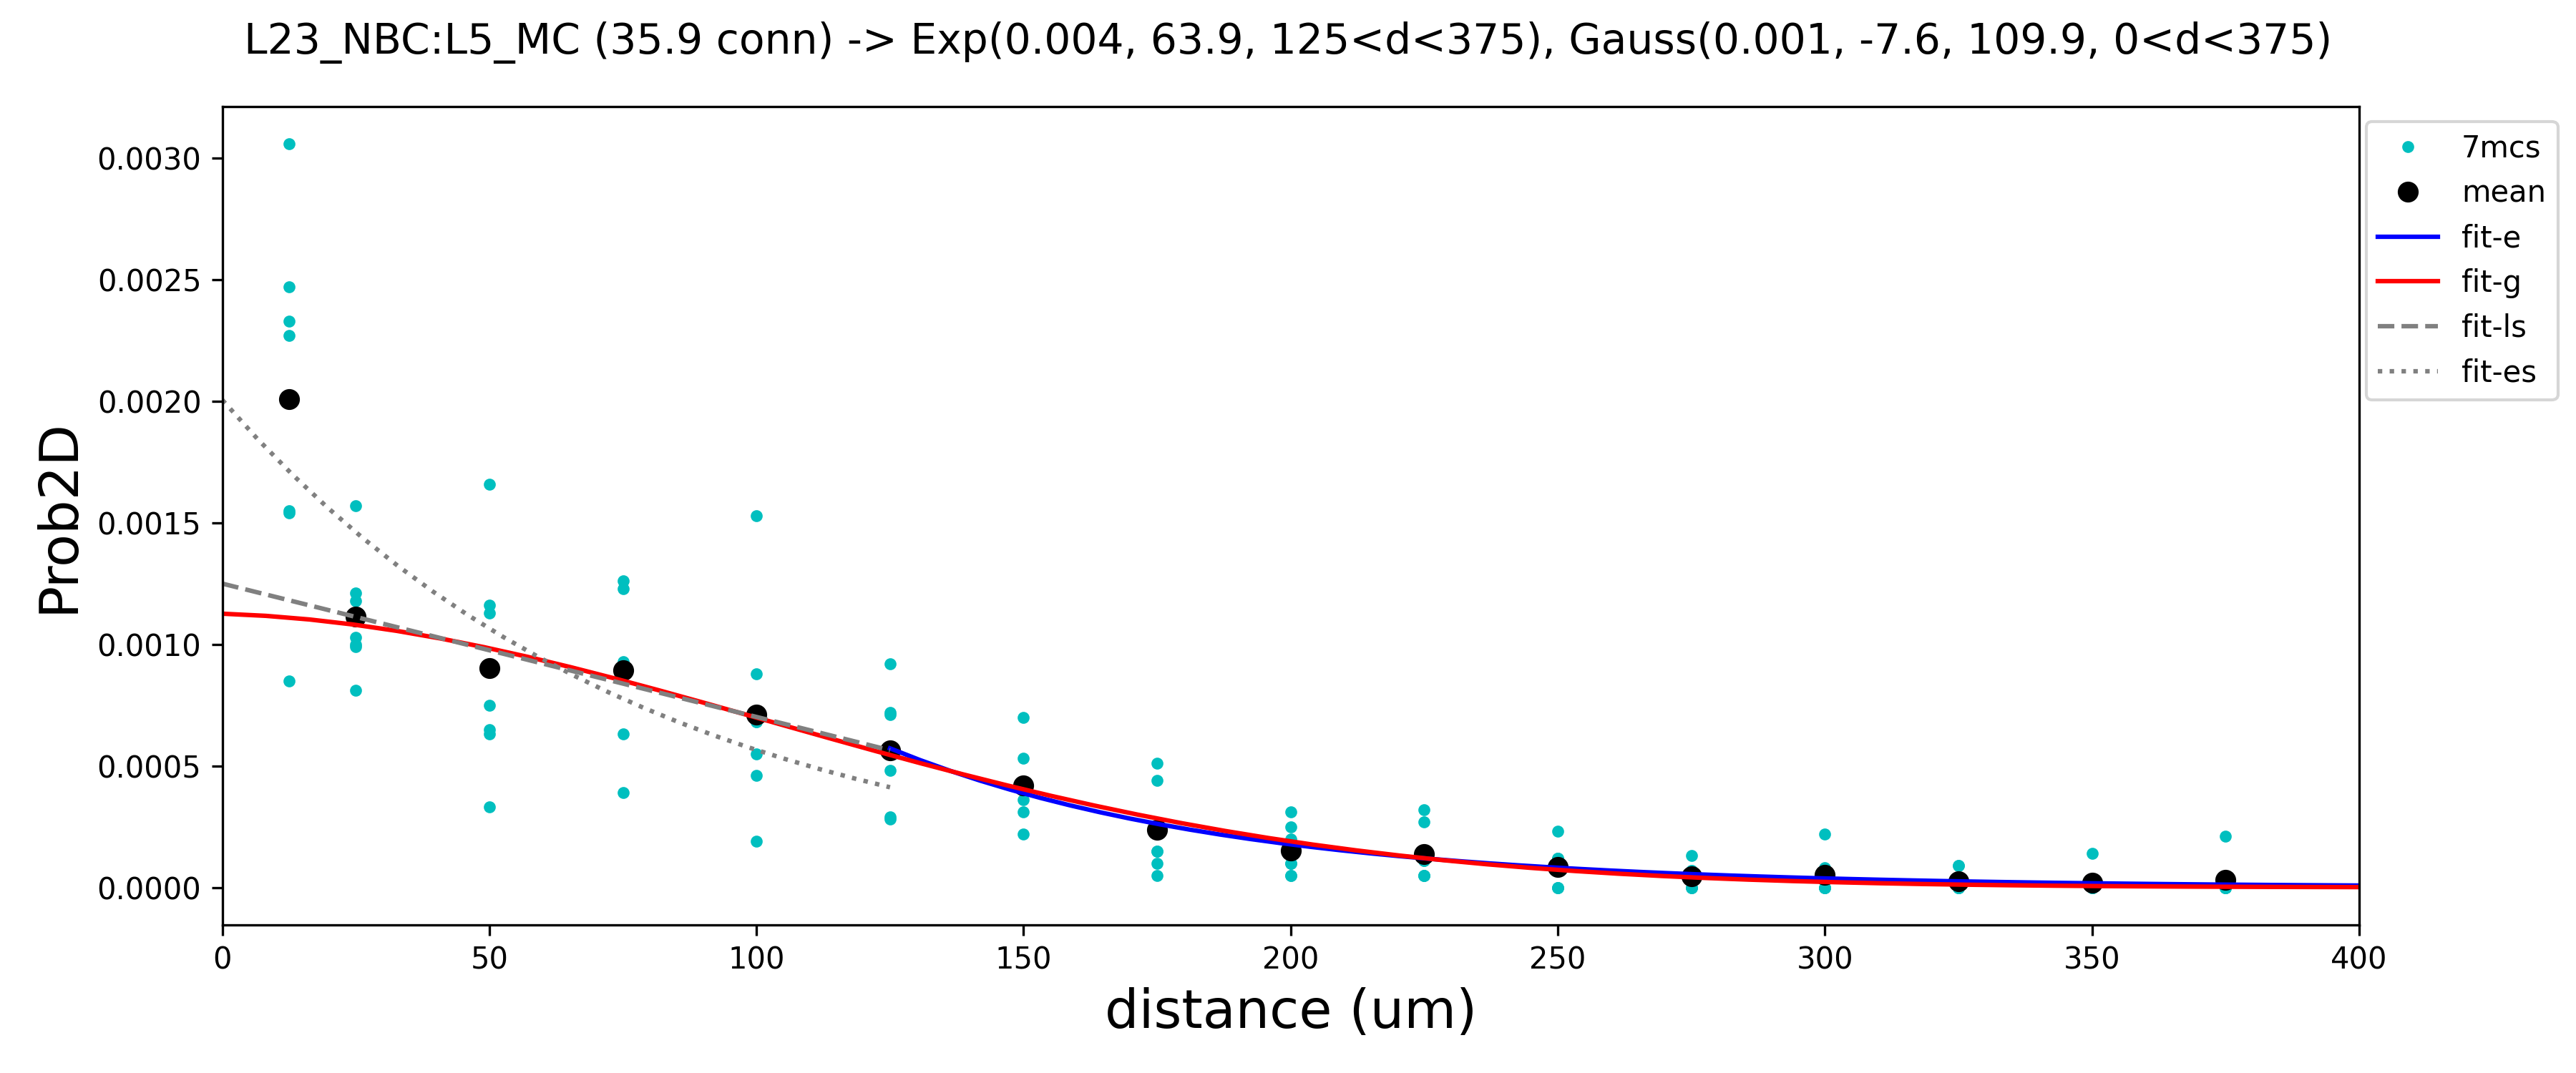 L23_NBC:L5_MC (35.9 conn) -> Exp(0.004, 63.9, 125<d<375), Gauss(0.001, -7.6, 109.9, 0<d<375)
0.0030
0.0025
0.0020
0.0015
0.0010
0.0005
0.0000
Prob2D
0 50 100 150 200 250 300 350 400
distance (um)
7mcs
mean
fit-e
fit-g
fit-ls
fit-es